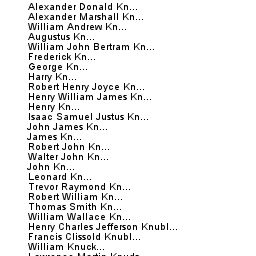 Alexander Donald Kn...
Alexander Marshall Kn...
William Andrew Kn...
Augustus Kn...
William John Bertram Kn...
Frederick Kn...
George Kn...
Harry Kn...
Robert Henry Joyce Kn...
Henry William James Kn...
Henry Kn...
Isaac Samuel Justus Kn...
John James Kn...
James Kn...
Robert John Kn...
Walter John Kn...
John Kn...
Leonard Kn...
Trevor Raymond Kn...
Robert William Kn...
Thomas Smith Kn...
William Wallace Kn...
Henry Charles Jefferson Knubl...
Francis Clissold Knubl...
William Knuck...